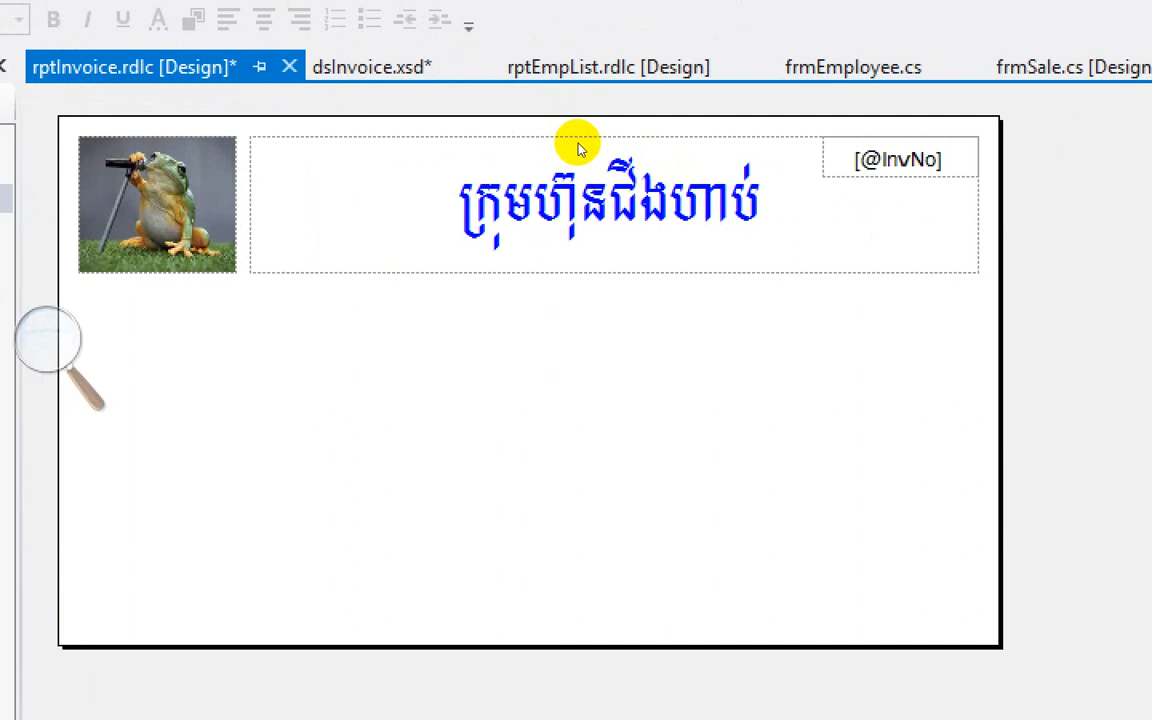 B I U A
rptInvoice.rdlc [Design]* dsInvoice.xsd* rptEmpList.rdlc [Design] frmEmployee.cs frmSale.cs [Design
[@InvNo]
ក្រុមហ៊ុនជឹងហាប់